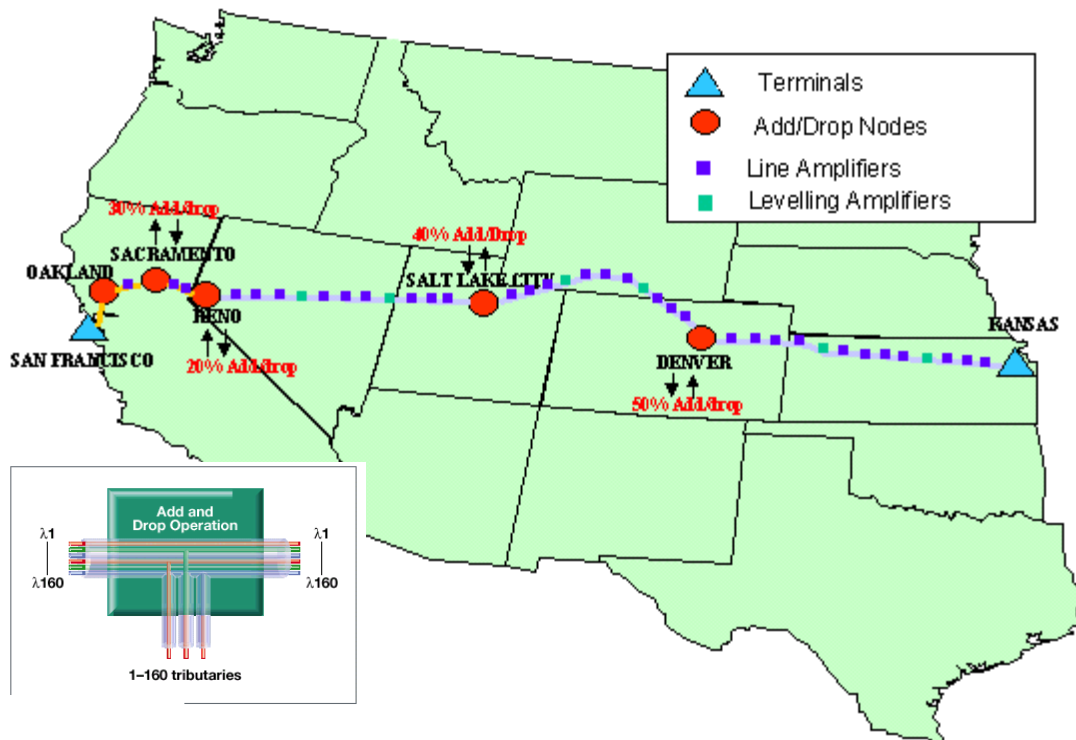 Terminals
Add/Drop Nodes
Line Amplifiers
Levelling Amplifiers
30% Add/drop
SACRAMENTO
OAKLAND
40% Add/Drop
SALT LAKE CITY
RENO
20% Add/drop
SAN FRANCISCO
KANSAS
DENVER
50% Add/drop
Add and
Drop Operation
λ1
λ160
λ1
λ160
1–160 tributaries